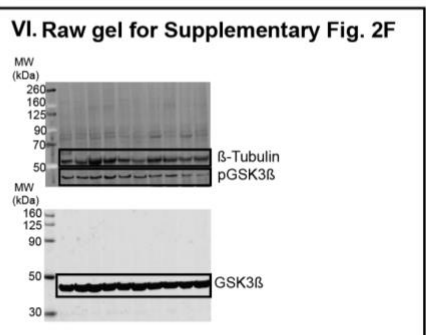 VI. Raw gel for Supplementary Fig. 2F
MW
(kDa)
260
160
125
90
70
50
ß-Tubulin
pGSK3ß
MW
(kDa)
160
125
90
50
30
GSK3ß